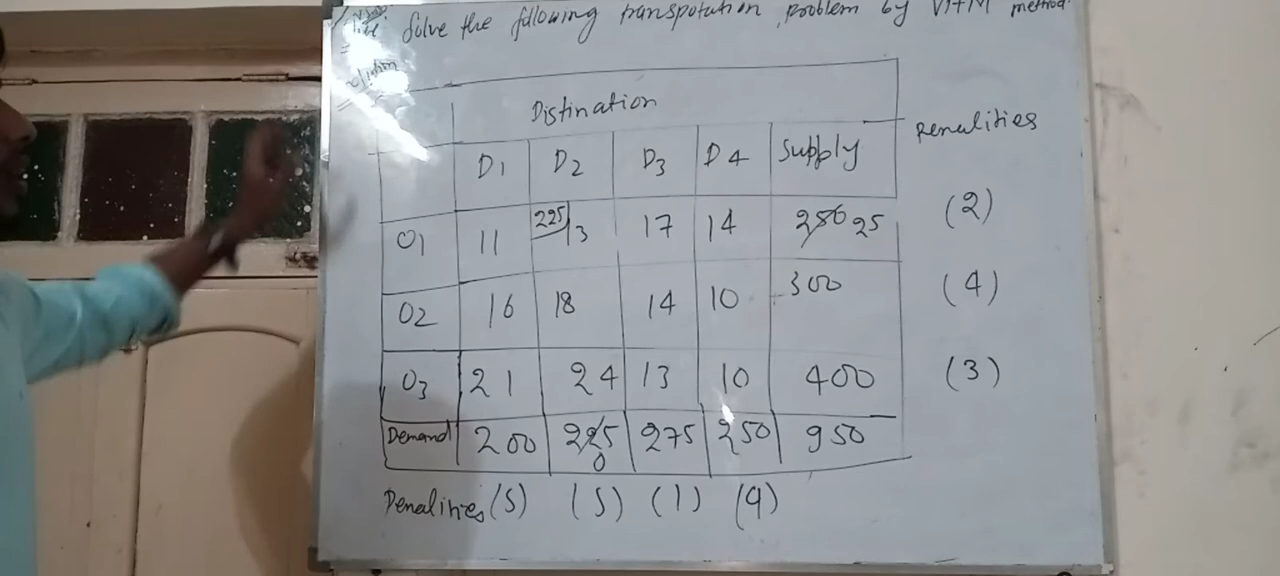 Solve the following transpotation problem by VAM method
Distination
D1 D2 D3 D4 Supply Penalities
O1 11 225 13 17 14 250 25 (2)
O2 16 18 14 10 300 (4)
O3 21 24 13 10 400 (3)
Demand 200 225 275 250 950
0
Penalities (5) (5) (1) (4)